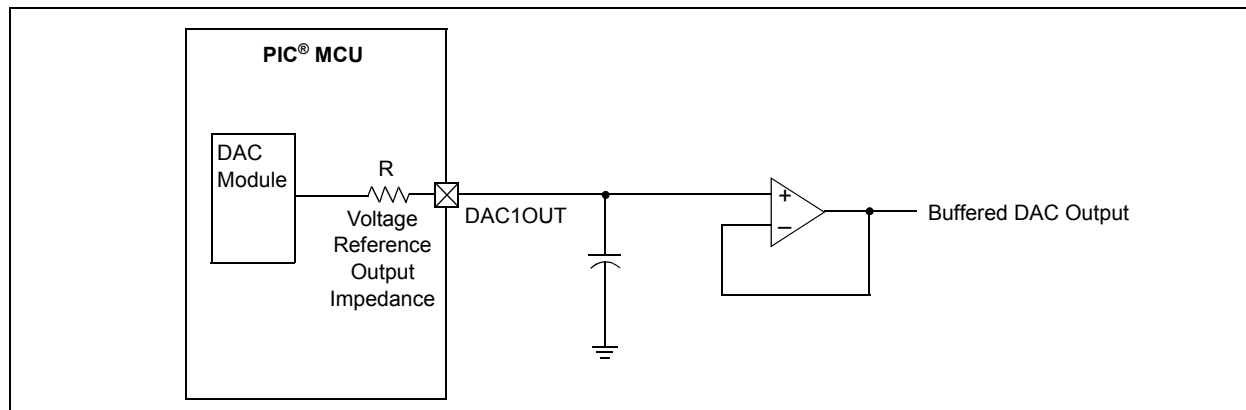 PIC® MCU
DAC
Module
R
Voltage
Reference
Output
Impedance
DAC1OUT
+
–
Buffered DAC Output